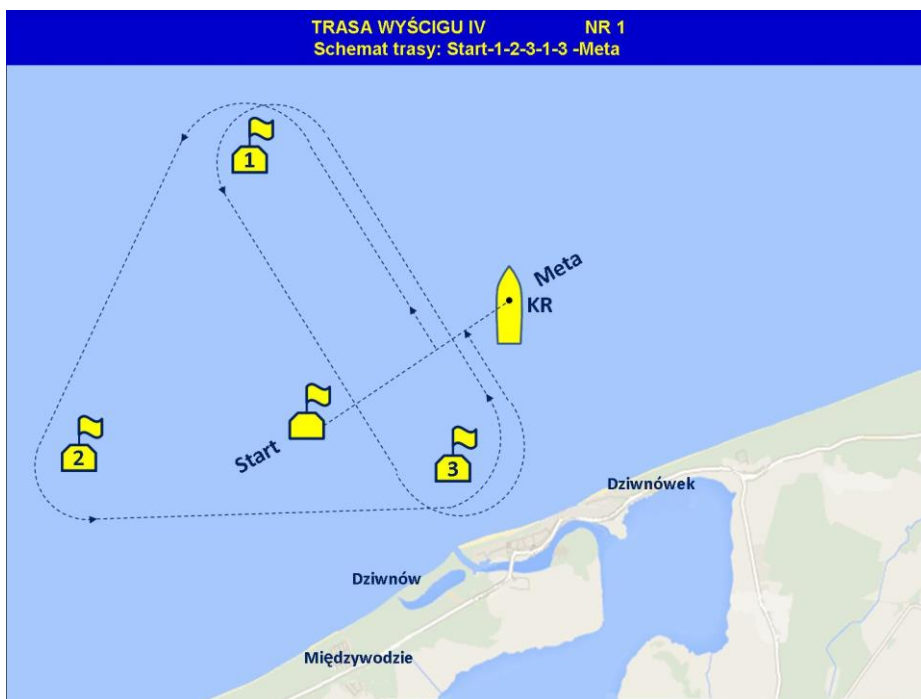 TRASA WYŚCIGU IV NR 1
Schemat trasy: Start-1-2-3-1-3 -Meta
1
Meta
KR
Start
2
3
Dziwnówek
Dziwnów
Międzywodzie